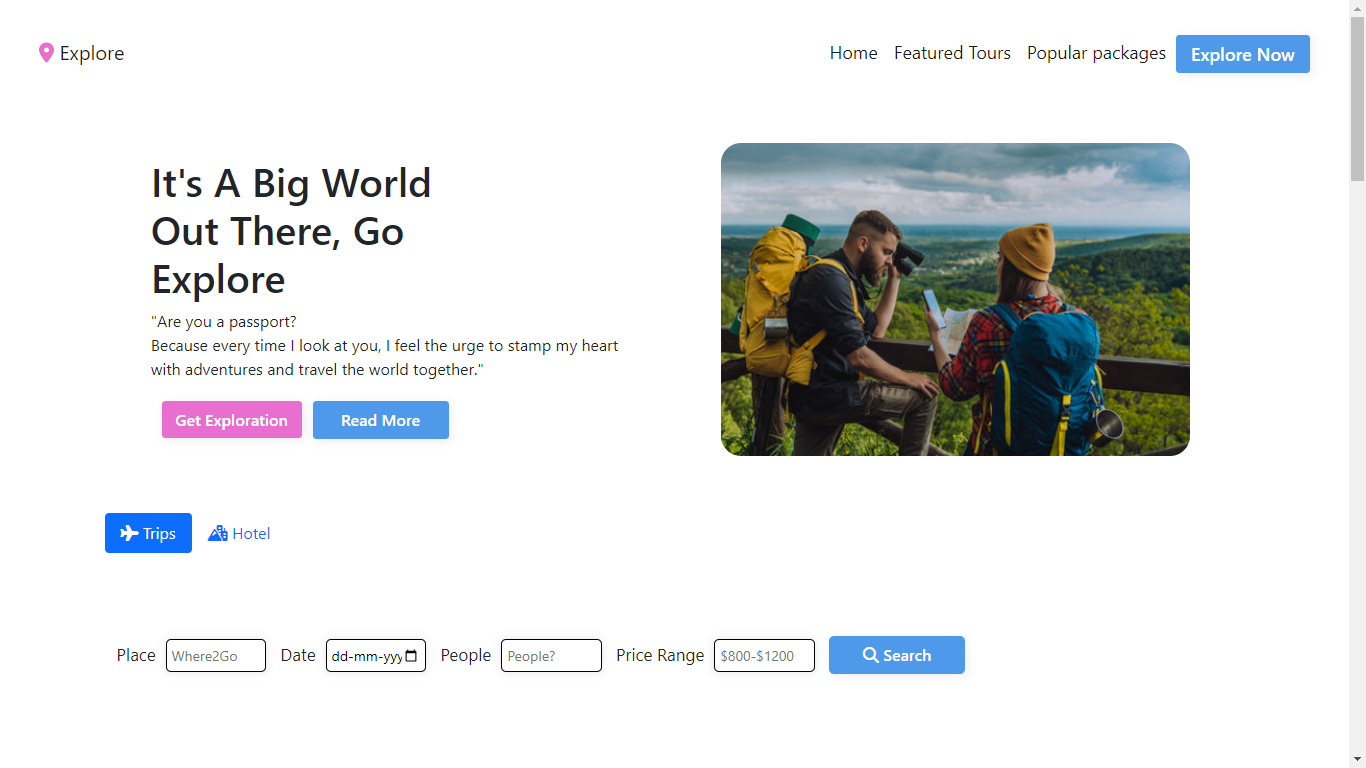 Explore
Home Featured Tours Popular packages Explore Now
It's A Big World
Out There, Go
Explore
"Are you a passport?
Because every time I look at you, I feel the urge to stamp my heart
with adventures and travel the world together."
Get Exploration Read More
Trips Hotel
Place Where2Go Date dd-mm-yyy People People? Price Range $800-$1200 Search